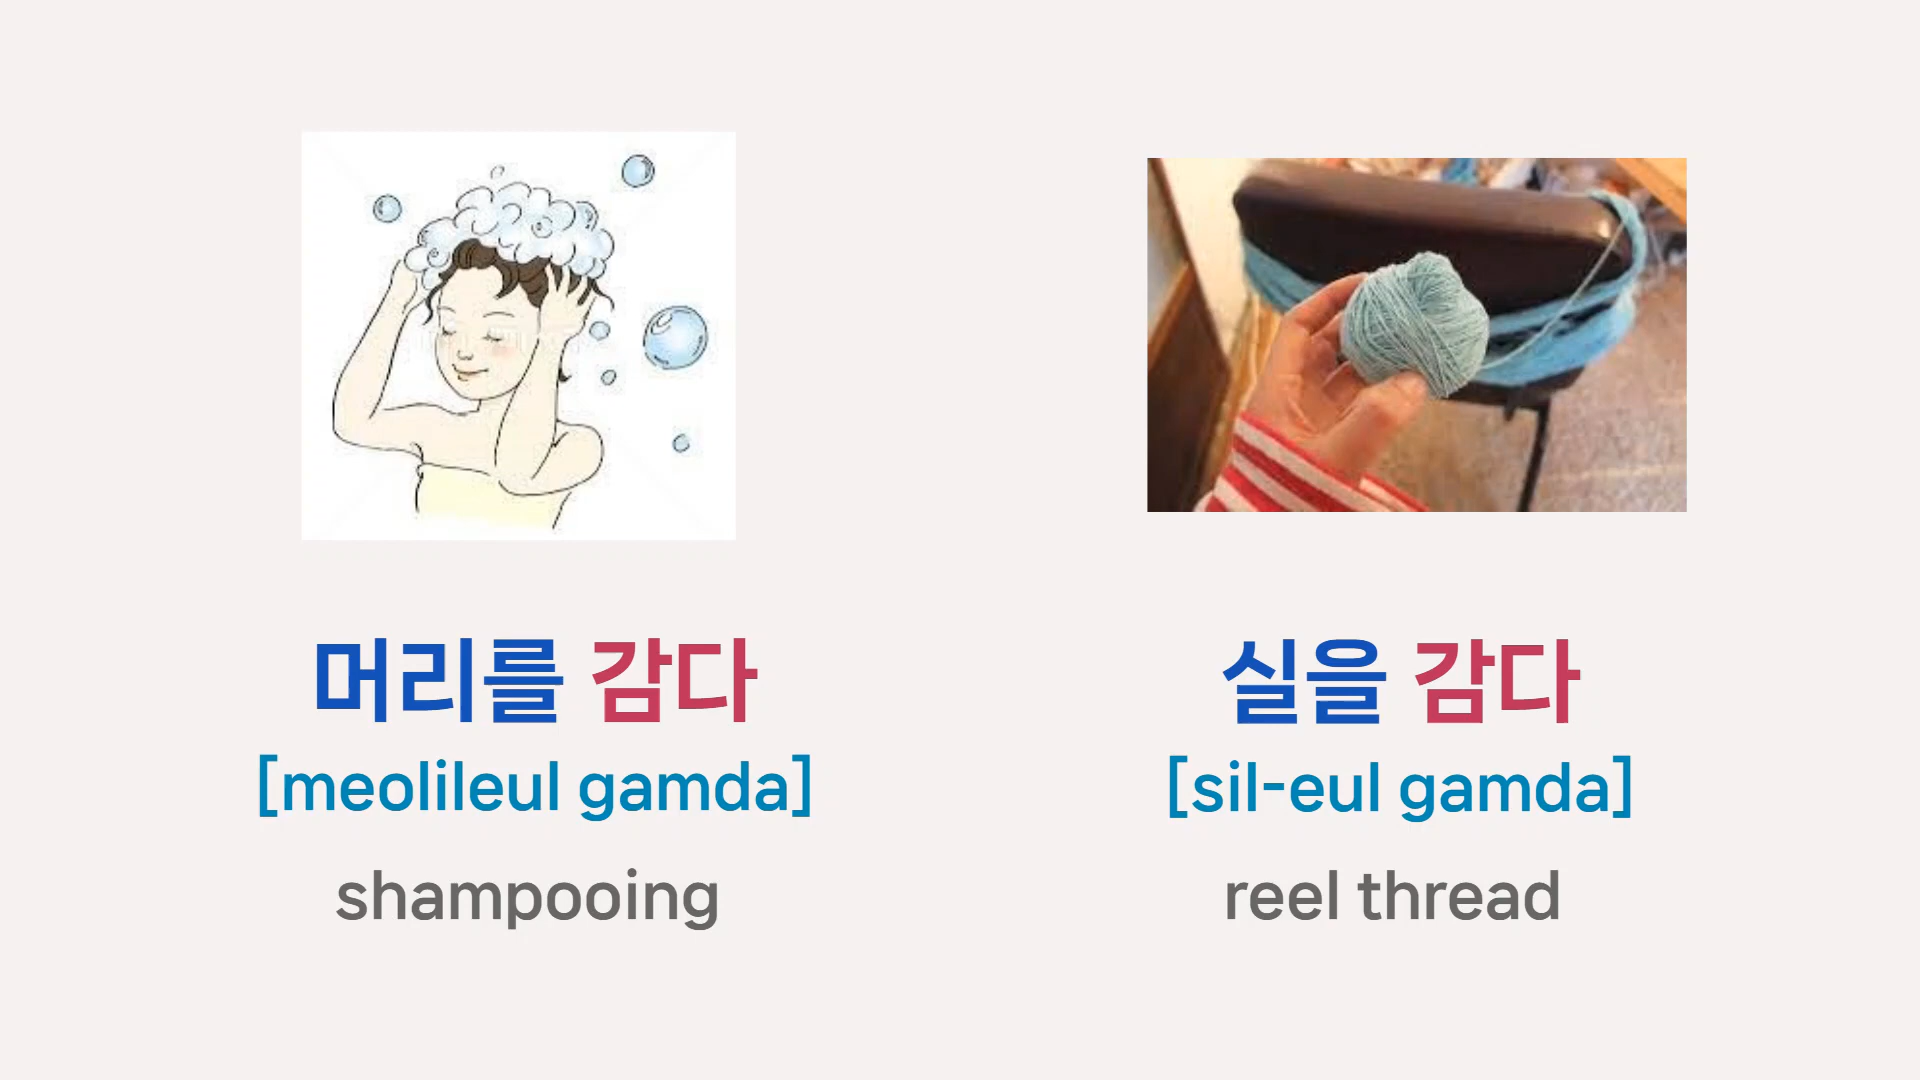 머리를 감다
[meolileul gamda]
shampooing
실을 감다
[sil-eul gamda]
reel thread